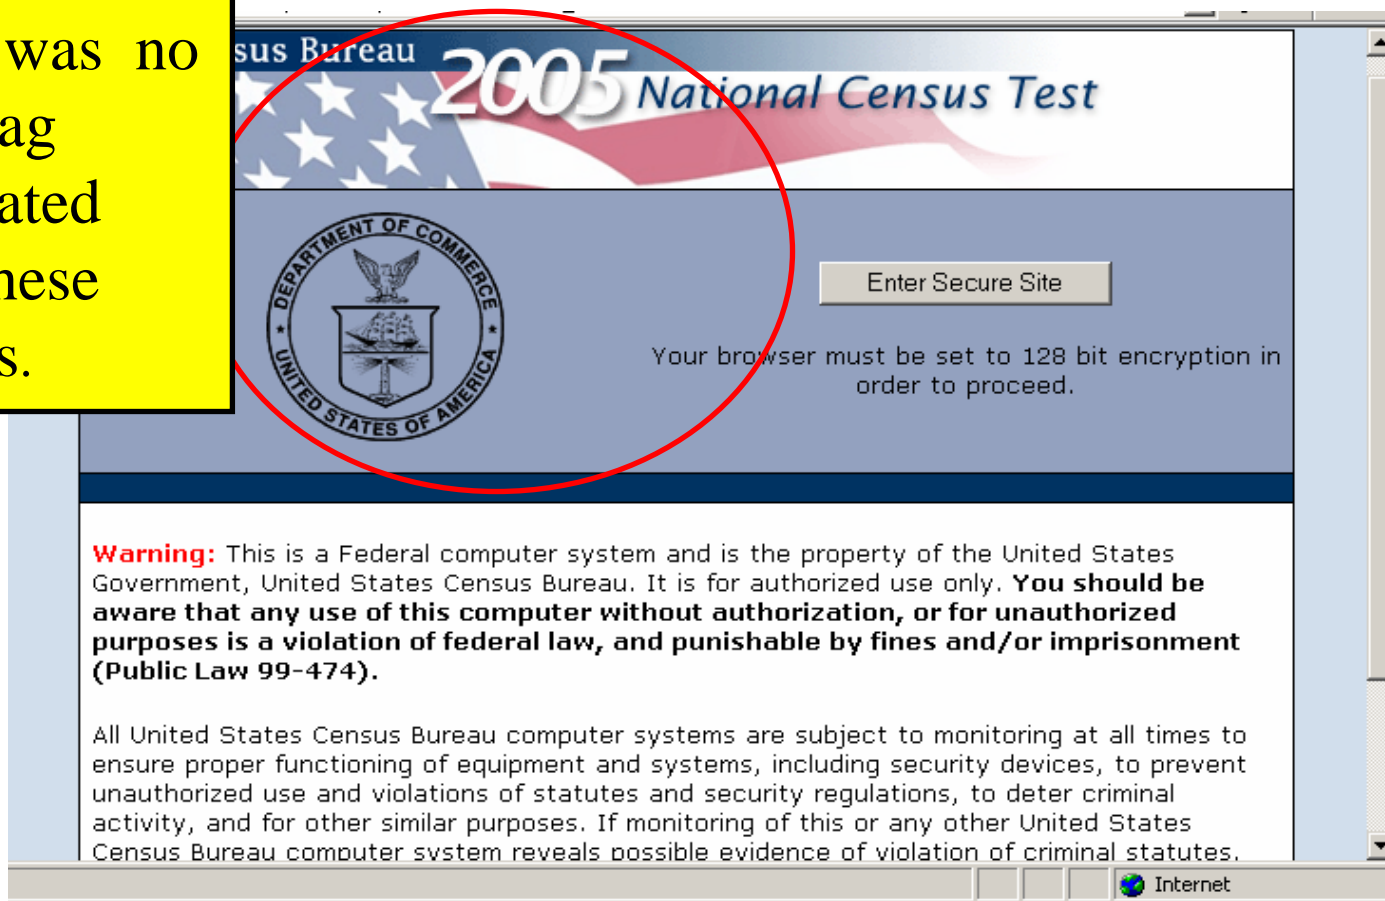 was no
ag
ated
nese
s.
sus Bureau
2005 National Census Test
DEPARTMENT OF COMMERCE
UNITED STATES OF AMERICA
Enter Secure Site
Your browser must be set to 128 bit encryption in
order to proceed.
Warning: This is a Federal computer system and is the property of the United States
Government, United States Census Bureau. It is for authorized use only. You should be
aware that any use of this computer without authorization, or for unauthorized
purposes is a violation of federal law, and punishable by fines and/or imprisonment
(Public Law 99-474).
All United States Census Bureau computer systems are subject to monitoring at all times to
ensure proper functioning of equipment and systems, including security devices, to prevent
unauthorized use and violations of statutes and security regulations, to deter criminal
activity, and for other similar purposes. If monitoring of this or any other United States
Census Bureau computer system reveals possible evidence of violation of criminal statutes,
Internet